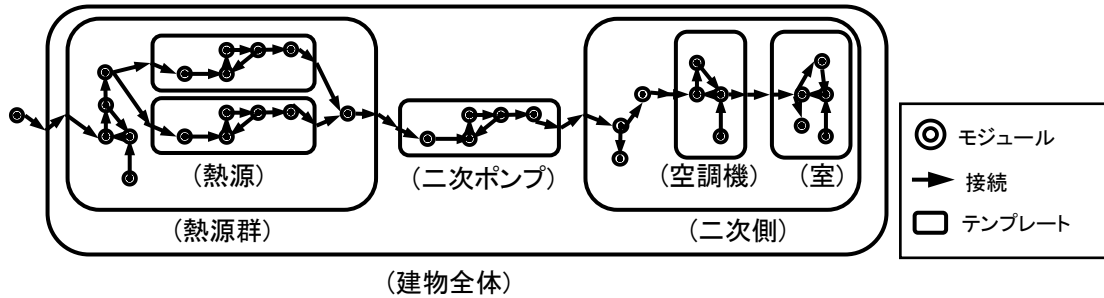 (熱源)
(二次ポンプ)
(空調機)
(室)
(熱源群)
(二次側)
(建物全体)
モジュール
接続
テンプレート